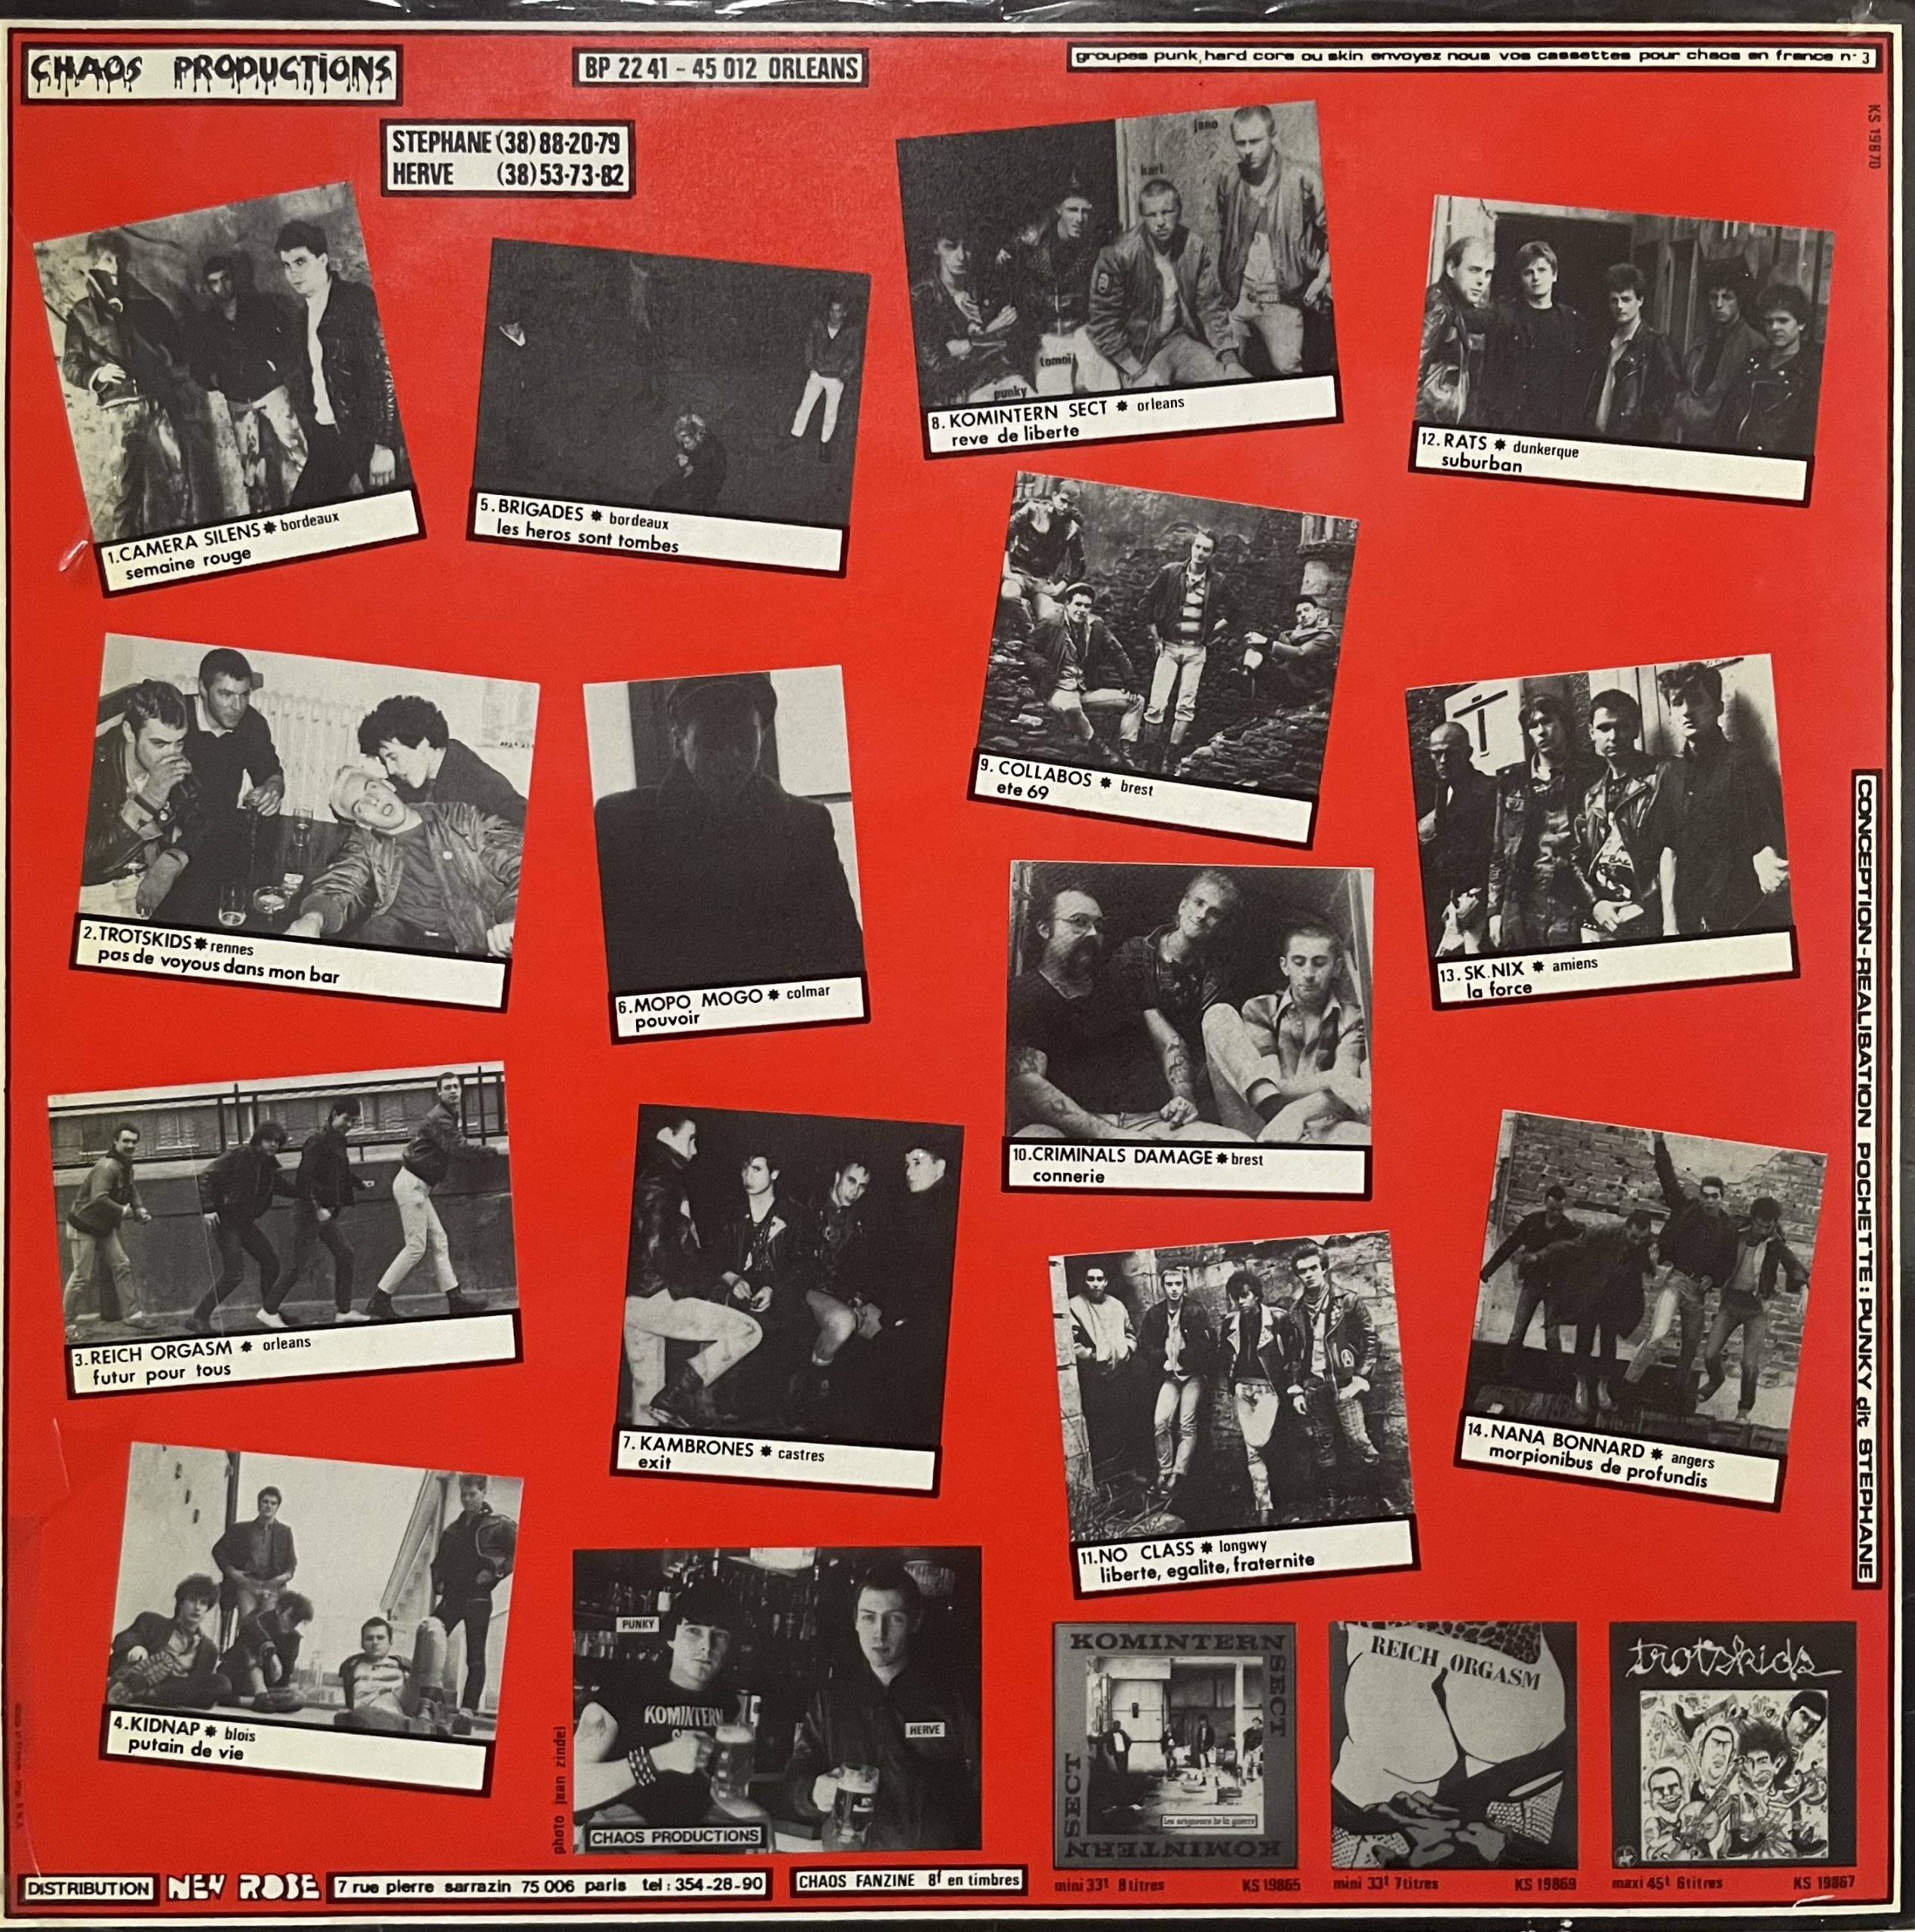 CHAOS PRODUCTIONS
BP 22 41 - 45 012 ORLEANS
groupes punk, hard core ou skin envoyez nous vos cassettes pour chaos en france n° 3
KS 19870
STEPHANE (38) 88-20-79
HERVE (38) 53-73-82
1. CAMERA SILENS * bordeaux
semaine rouge
5. BRIGADES * bordeaux
les heros sont tombes
jano
karl
tomoi
punky
8. KOMINTERN SECT * orleans
reve de liberte
12. RATS * dunkerque
suburban
2. TROTSKIDS * rennes
pas de voyous dans mon bar
6. MOPO MOGO * colmar
pouvoir
9. COLLABOS * brest
ete 69
13. SK.NIX * amiens
la force
10. CRIMINALS DAMAGE * brest
connerie
3. REICH ORGASM * orleans
futur pour tous
7. KAMBRONES * castres
exit
11. NO CLASS * longwy
liberte, egalite, fraternite
14. NANA BONNARD * angers
morpionibus de profundis
4. KIDNAP * blois
putain de vie
CONCEPTION-REALISATION POCHETTE : PUNKY dit STEPHANE
PUNKY
KOMINTERN
HERVE
CHAOS PRODUCTIONS
photo jean zindel
KOMINTERN
SECT
KOMINTERN
SECT
Les seigneurs de la guerre
REICH ORGASM
trotskids
mini 33t 8 titres KS 19865
mini 33t 7 titres KS 19869
maxi 45t 6 titres KS 19867
DISTRIBUTION NEW ROSE 7 rue pierre sarrazin 75 006 paris tel : 354-28-90
CHAOS FANZINE 8f en timbres